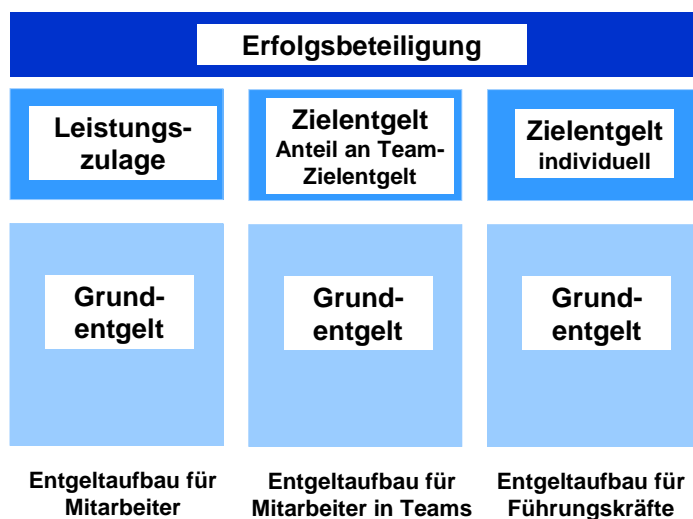 Erfolgsbeteiligung
Leistungs-
zulage
Zielentgelt
Anteil an Team-
Zielentgelt
Zielentgelt
individuell
Grund-
entgelt
Grund-
entgelt
Grund-
entgelt
Entgeltaufbau für
Mitarbeiter
Entgeltaufbau für
Mitarbeiter in Teams
Entgeltaufbau für
Führungskräfte